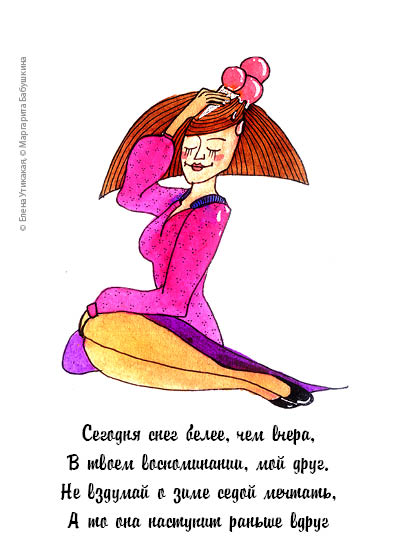 © Елена Утикакая, © Маргарита Бабушкина
Сегодня снег белее, чем вчера,
В твоем воспоминании, мой друг.
Не вздумай о зиме седой мечтать,
А то она наступит раньше вдруг